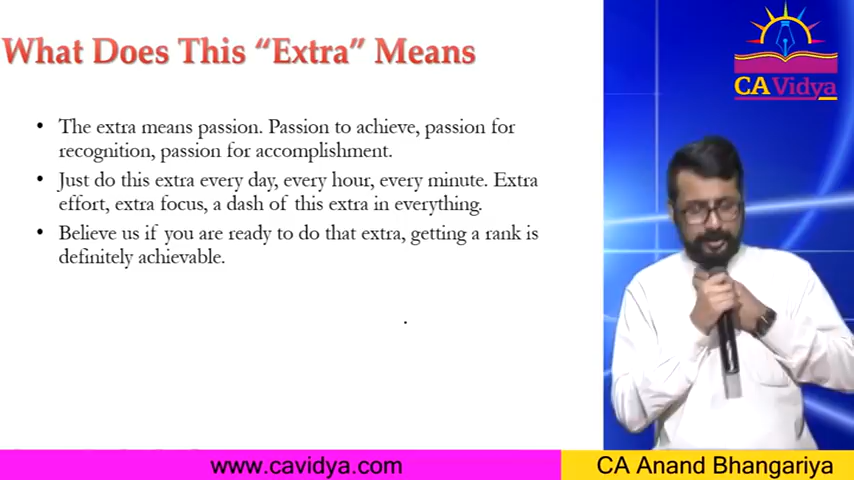 What Does This “Extra” Means
• The extra means passion. Passion to achieve, passion for
recognition, passion for accomplishment.
• Just do this extra every day, every hour, every minute. Extra
effort, extra focus, a dash of this extra in everything.
• Believe us if you are ready to do that extra, getting a rank is
definitely achievable.
CA Vidya
www.cavidya.com
CA Anand Bhangariya